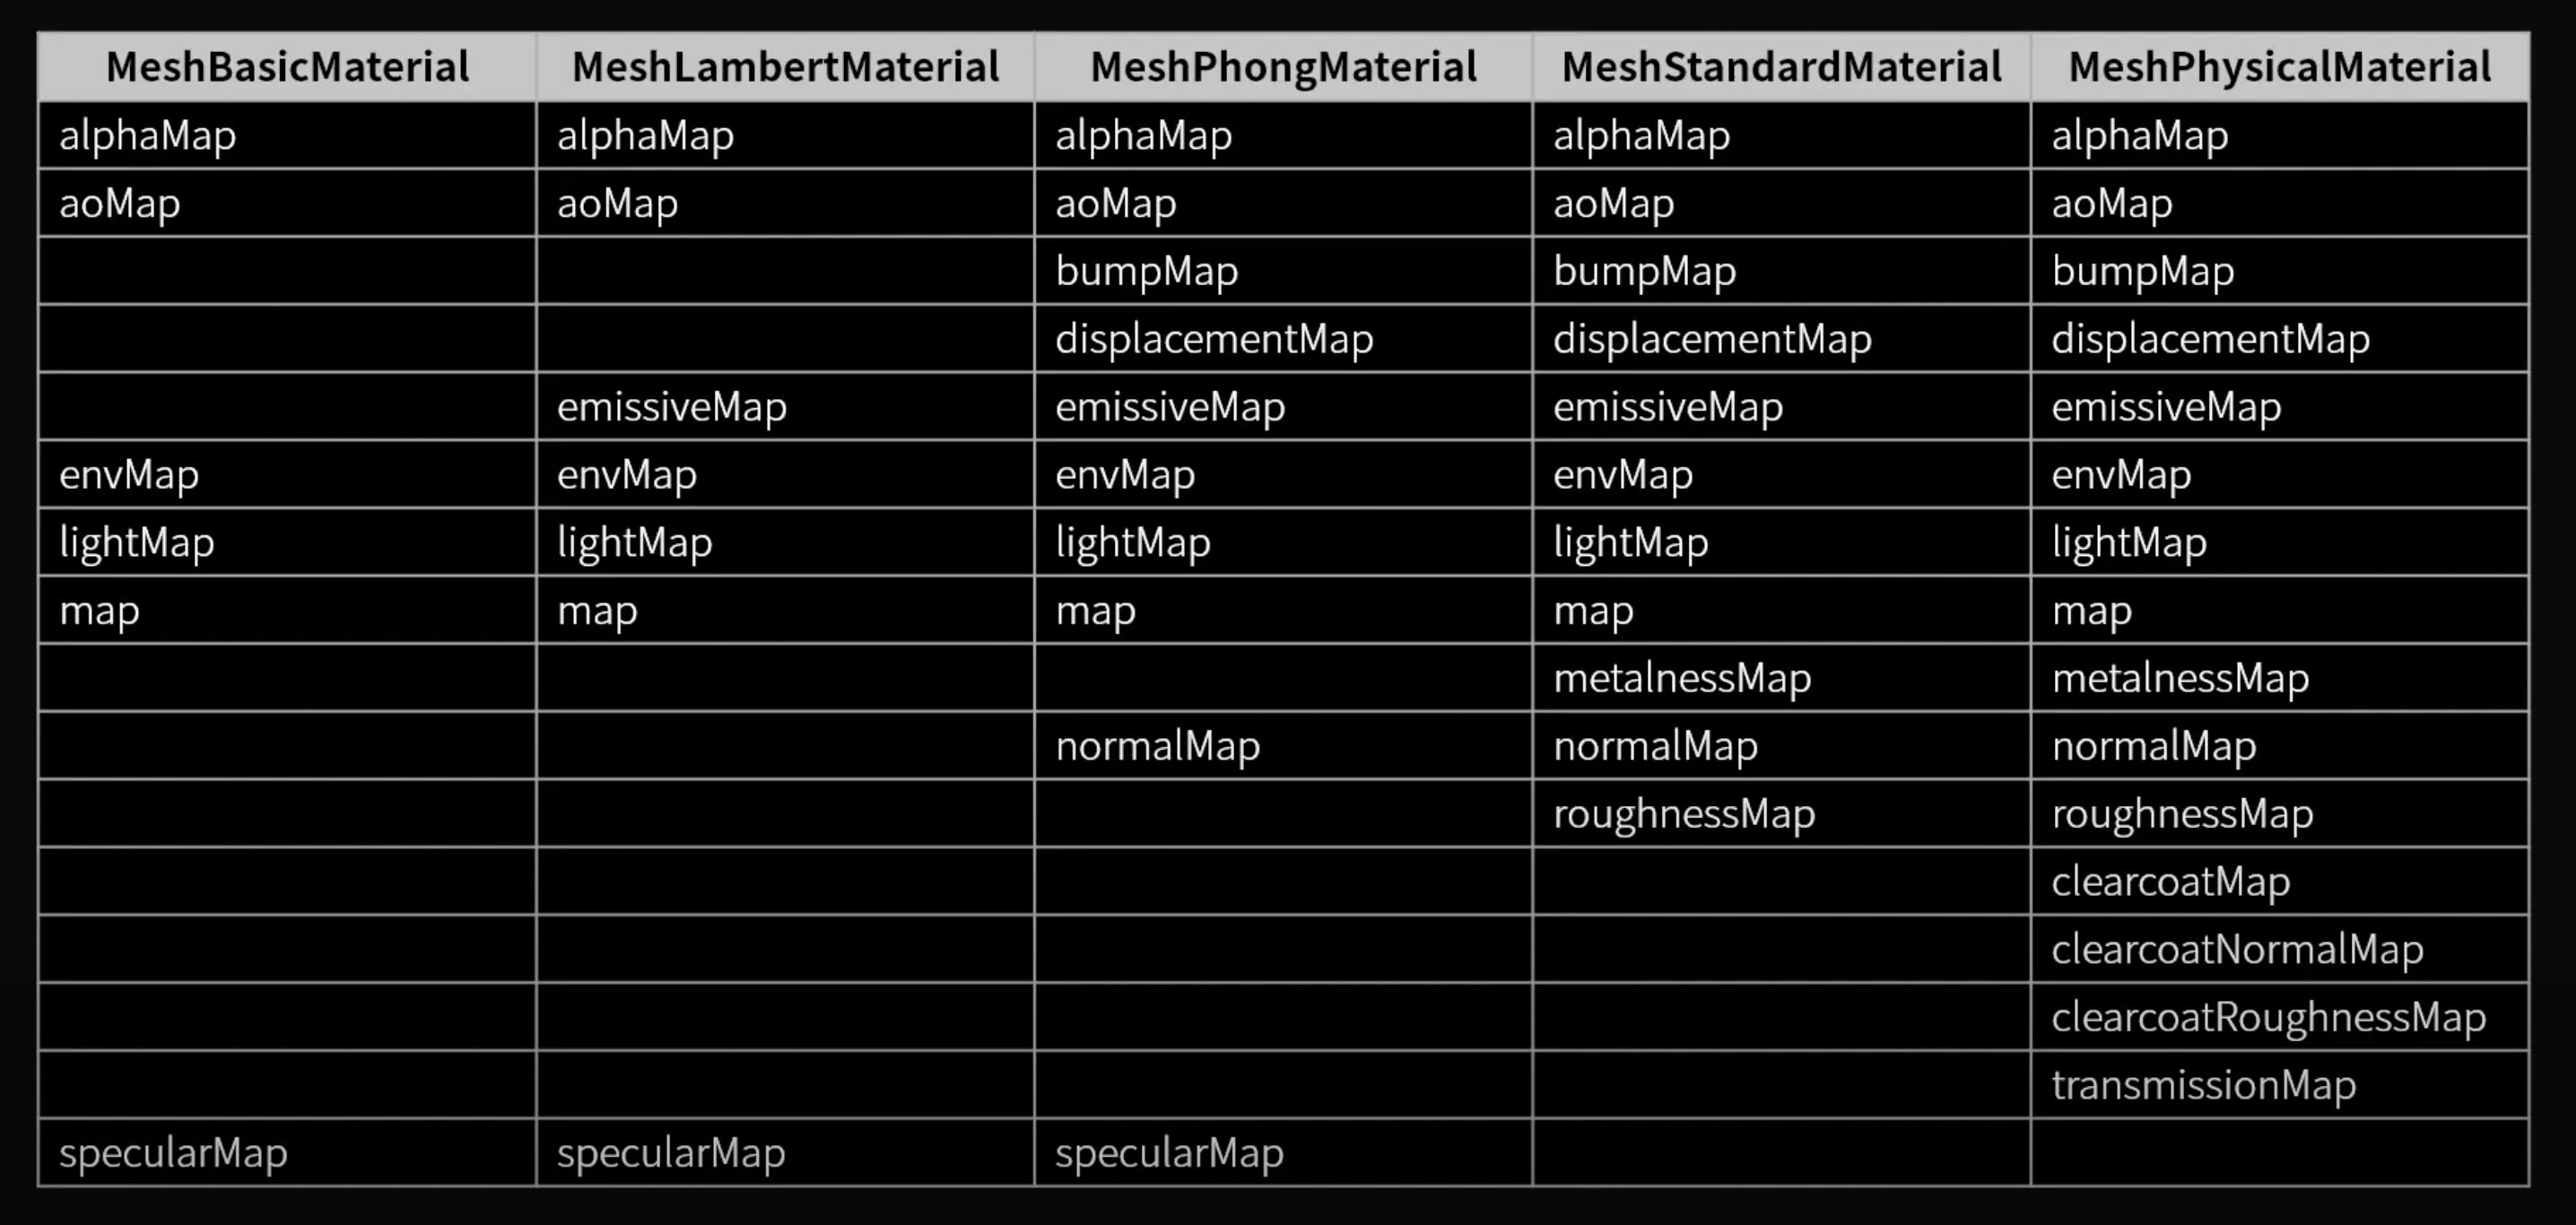 MeshBasicMaterial MeshLambertMaterial MeshPhongMaterial MeshStandardMaterial MeshPhysicalMaterial
alphaMap alphaMap alphaMap alphaMap alphaMap
aoMap aoMap aoMap aoMap aoMap
bumpMap bumpMap bumpMap
displacementMap displacementMap displacementMap
emissiveMap emissiveMap emissiveMap emissiveMap
envMap envMap envMap envMap envMap
lightMap lightMap lightMap lightMap lightMap
map map map map map
metalnessMap metalnessMap
normalMap normalMap normalMap
roughnessMap roughnessMap
clearcoatMap
clearcoatNormalMap
clearcoatRoughnessMap
transmissionMap
specularMap specularMap specularMap